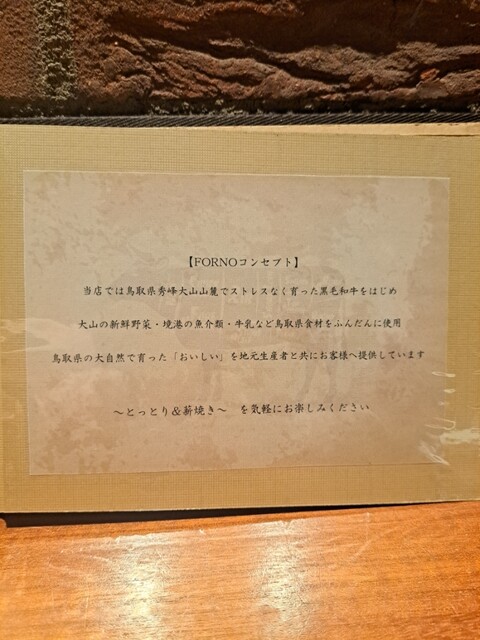 【FORNOコンセプト】
当店では鳥取県秀峰大山山麓でストレスなく育った黒毛和牛をはじめ
大山の新鮮野菜・境港の魚介類・牛乳など鳥取県食材をふんだんに使用
鳥取県の大自然で育った「おいしい」を地元生産者と共にお客様へ提供しています
～とっとり＆薪焼き～　を気軽にお楽しみください